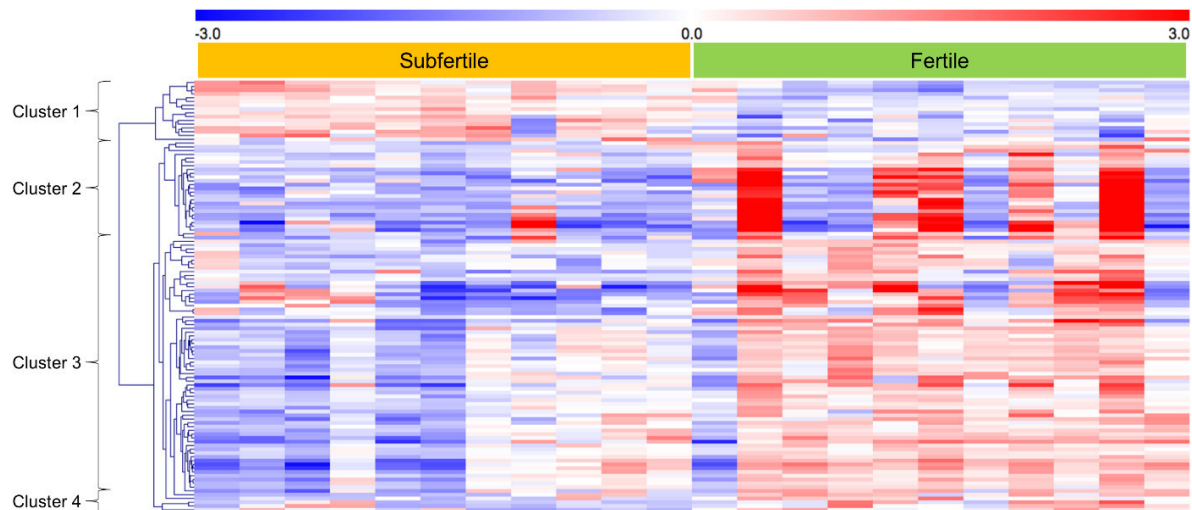 -3.0 0.0 3.0
Subfertile Fertile
Cluster 1
Cluster 2
Cluster 3
Cluster 4